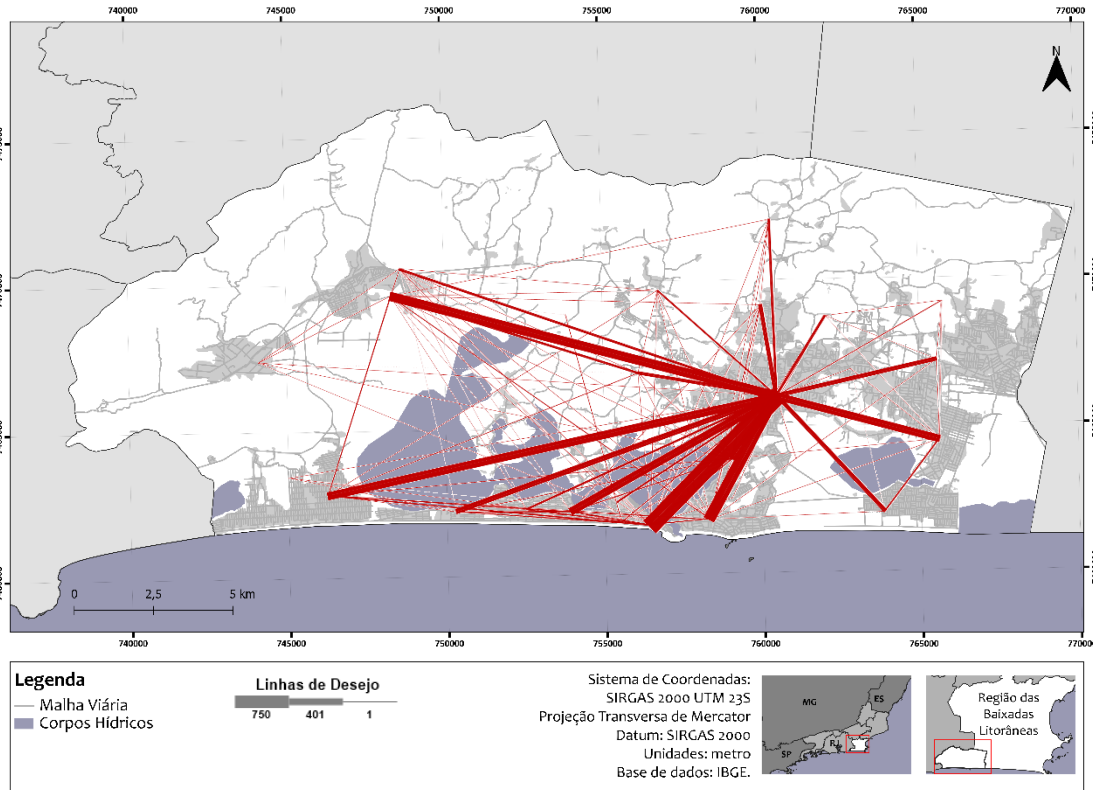 740000 745000 750000 755000 760000 765000 770000
N
0 2,5 5 km
740000 745000 750000 755000 760000 765000 770000
Legenda
Malha Viária
Corpos Hídricos
Linhas de Desejo
750 401 1
Sistema de Coordenadas:
SIRGAS 2000 UTM 23S
Projeção Transversa de Mercator
Datum: SIRGAS 2000
Unidades: metro
Base de dados: IBGE.
MG
ES
RJ
SP
Região das
Baixadas
Litorâneas